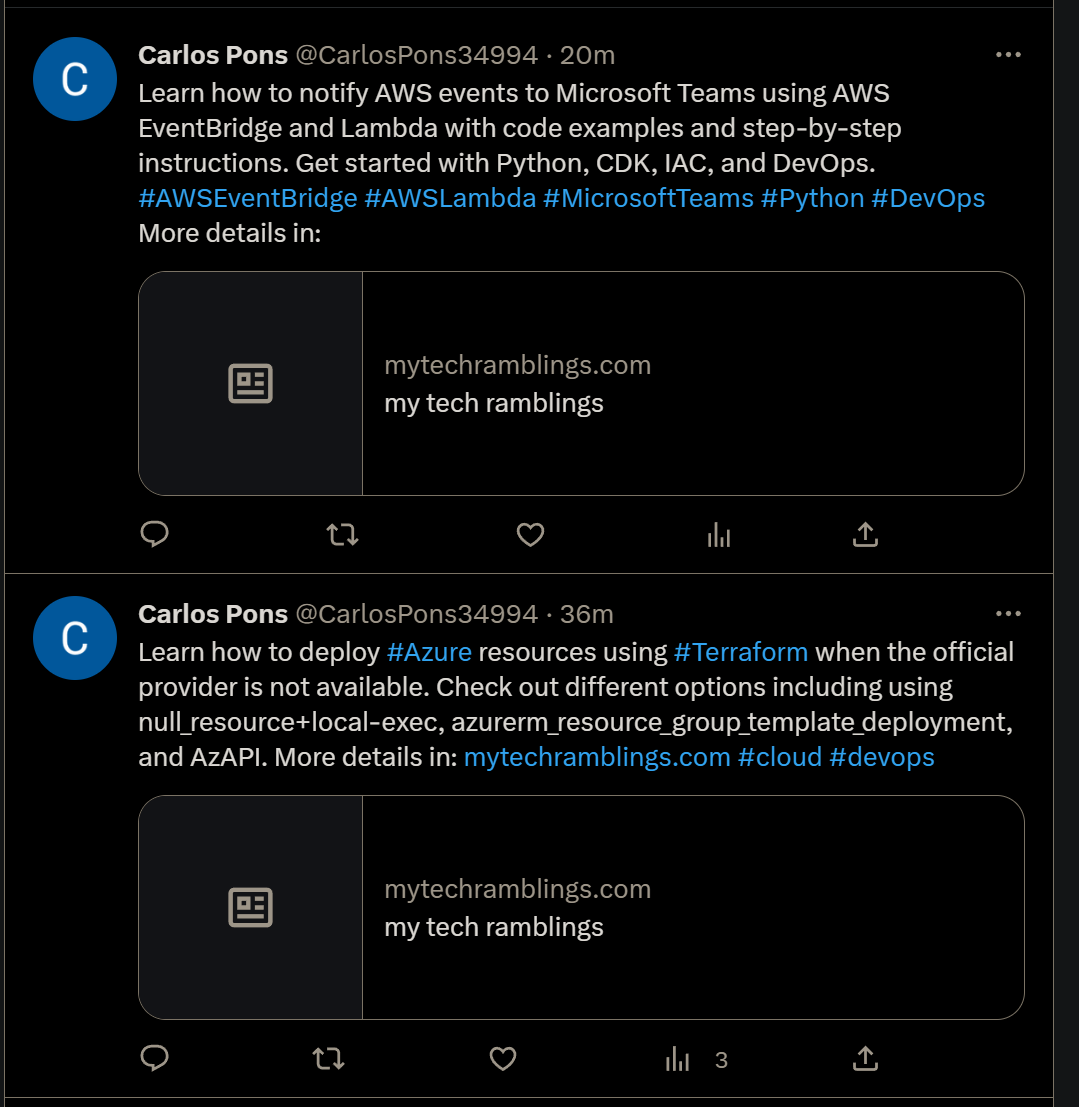 C
Carlos Pons @CarlosPons34994 · 20m
Learn how to notify AWS events to Microsoft Teams using AWS
EventBridge and Lambda with code examples and step-by-step
instructions. Get started with Python, CDK, IAC, and DevOps.
#AWSEventBridge #AWSLambda #MicrosoftTeams #Python #DevOps
More details in:
mytechramblings.com
my tech ramblings
C
Carlos Pons @CarlosPons34994 · 36m
Learn how to deploy #Azure resources using #Terraform when the official
provider is not available. Check out different options including using
null_resource+local-exec, azurerm_resource_group_template_deployment,
and AzAPI. More details in: mytechramblings.com #cloud #devops
mytechramblings.com
my tech ramblings
3